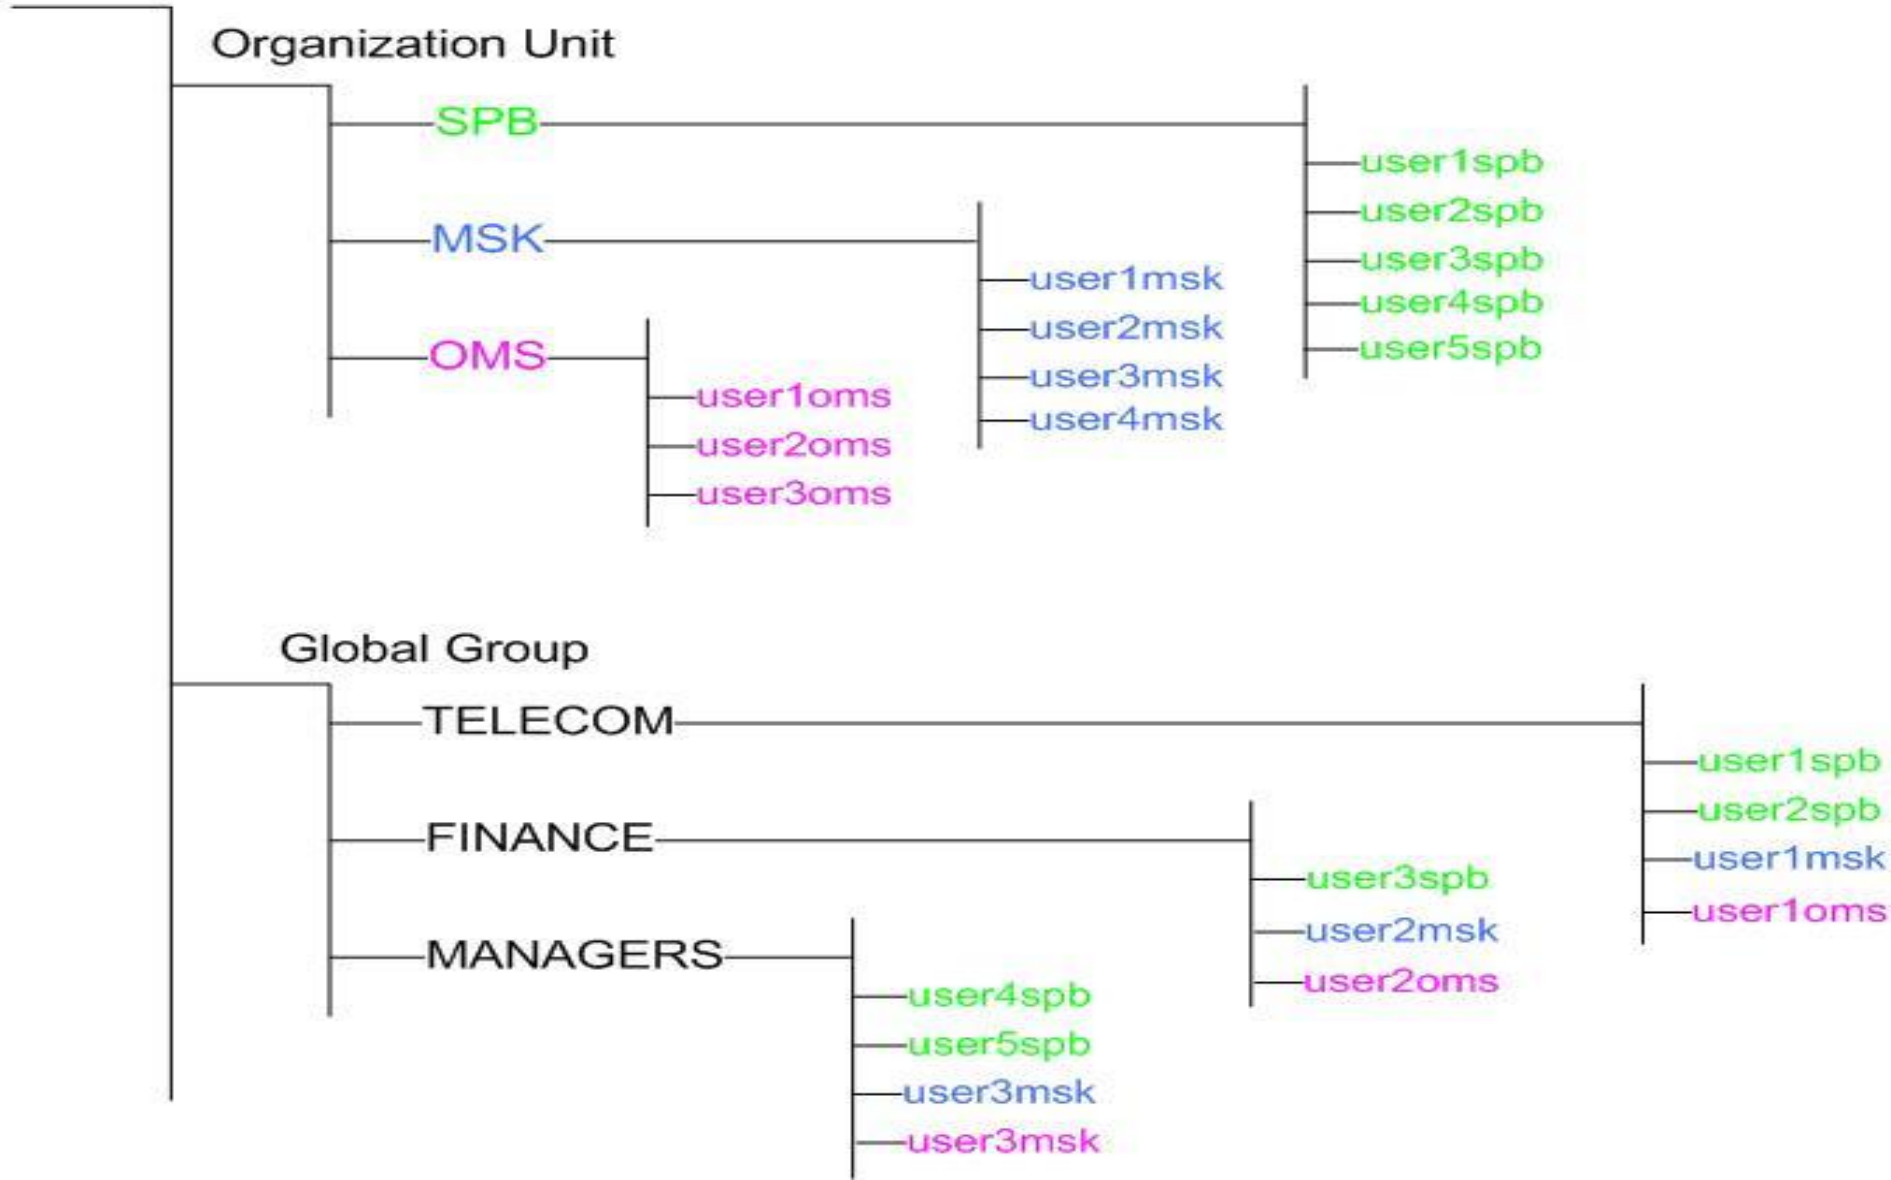 Organization Unit
SPB
user1spb
user2spb
user3spb
user4spb
user5spb
MSK
user1msk
user2msk
user3msk
user4msk
OMS
user1oms
user2oms
user3oms
Global Group
TELECOM
user1spb
user2spb
user1msk
user1oms
FINANCE
user3spb
user2msk
user2oms
MANAGERS
user4spb
user5spb
user3msk
user3msk